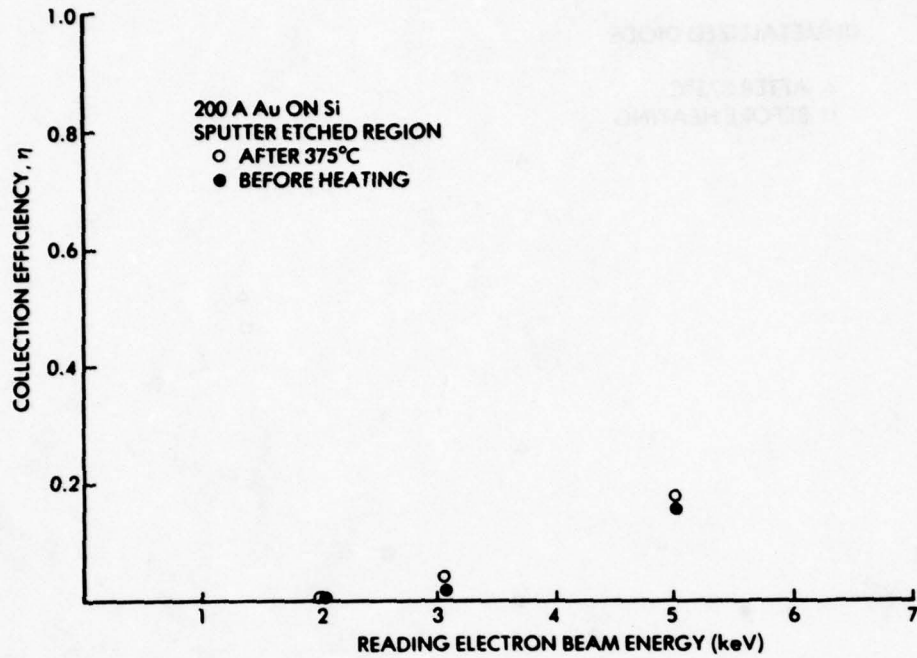 1.0
200 A Au ON Si
SPUTTER ETCHED REGION
O AFTER 375°C
● BEFORE HEATING
0.8
0.6
0.4
0.2
COLLECTION EFFICIENCY, η
1 2 3 4 5 6 7
READING ELECTRON BEAM ENERGY (keV)